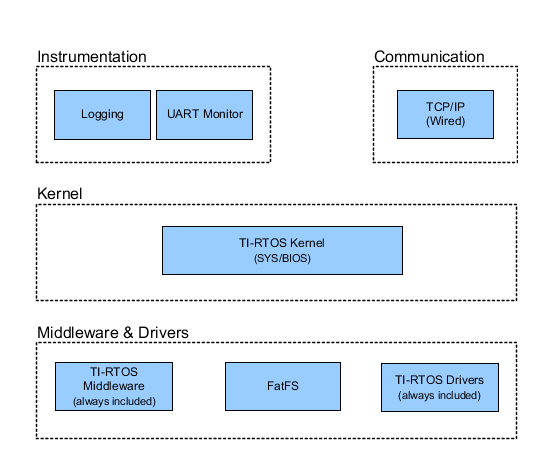 Instrumentation
Communication
Logging
UART Monitor
TCP/IP
(Wired)
Kernel
TI-RTOS Kernel
(SYS/BIOS)
Middleware & Drivers
TI-RTOS
Middleware
(always included)
FatFS
TI-RTOS Drivers
(always included)